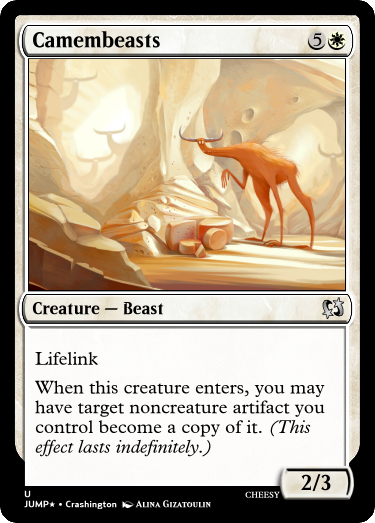 Camembeasts 5
Creature — Beast
Lifelink
When this creature enters, you may
have target noncreature artifact you
control become a copy of it. (This
effect lasts indefinitely.)
2/3
U
JUMP★ • Crashington Alina Gizatoulin
CHEESY